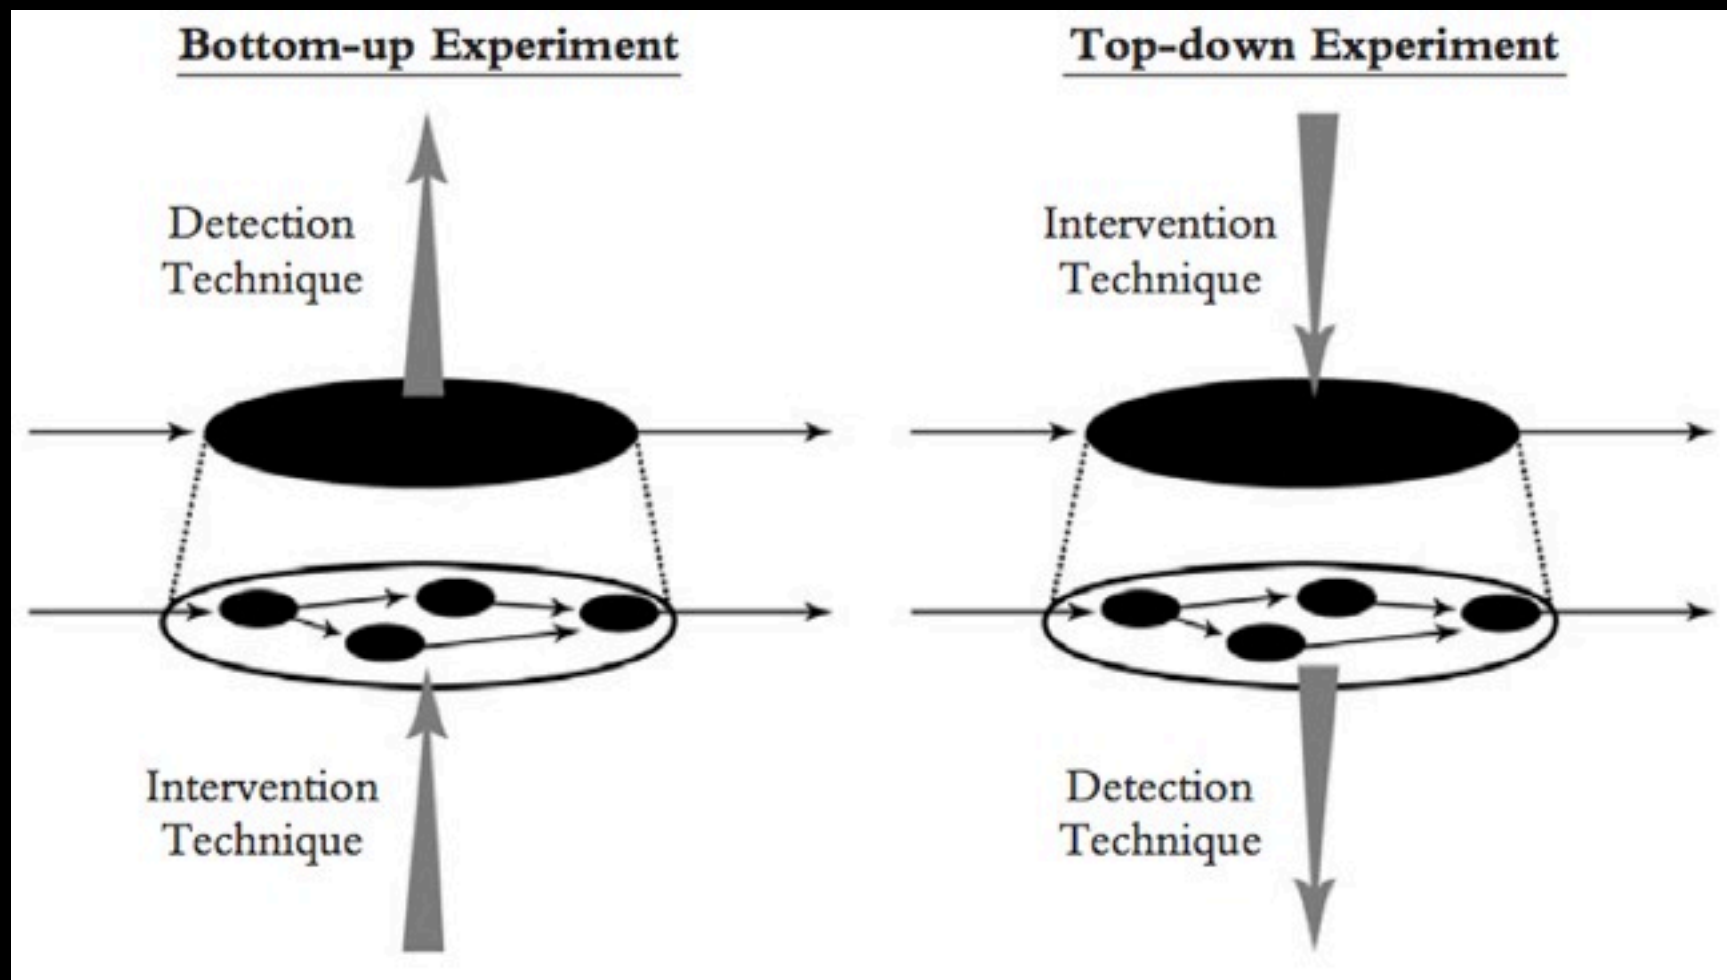 Bottom-up Experiment
Detection
Technique
Intervention
Technique
Top-down Experiment
Intervention
Technique
Detection
Technique